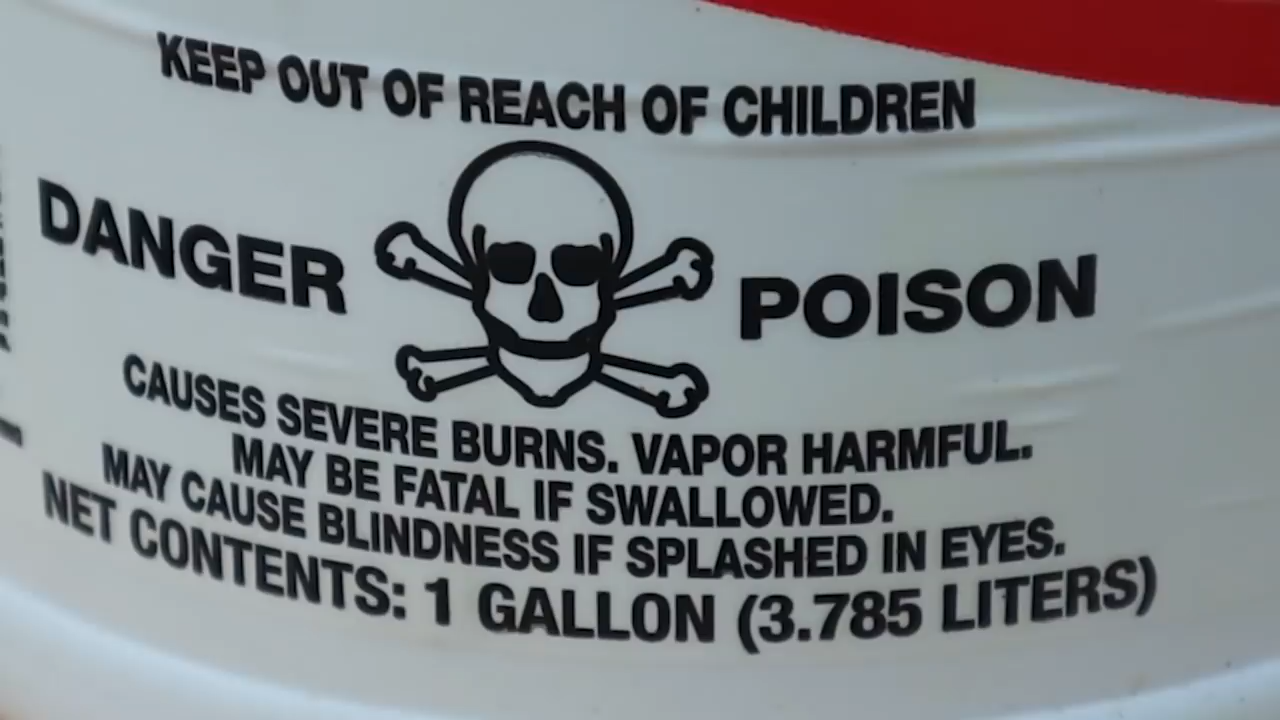 KEEP OUT OF REACH OF CHILDREN
DANGER POISON
CAUSES SEVERE BURNS. VAPOR HARMFUL.
MAY BE FATAL IF SWALLOWED.
MAY CAUSE BLINDNESS IF SPLASHED IN EYES.
NET CONTENTS: 1 GALLON (3.785 LITERS)